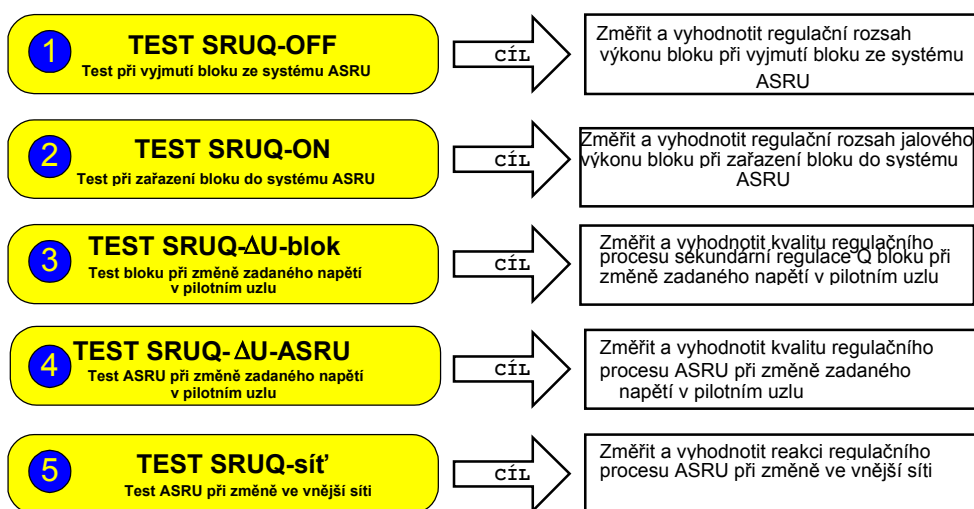 1
TEST SRUQ-OFF
Test při vyjmutí bloku ze systému ASRU
CÍL
Změřit a vyhodnotit regulační rozsah
výkonu bloku při vyjmutí bloku ze systému
ASRU
2
TEST SRUQ-ON
Test při zařazení bloku do systému ASRU
CÍL
Změřit a vyhodnotit regulační rozsah jalového
výkonu bloku při zařazení bloku do systému
ASRU
3
TEST SRUQ-ΔU-blok
Test bloku při změně zadaného napětí
v pilotním uzlu
CÍL
Změřit a vyhodnotit kvalitu regulačního
procesu sekundární regulace Q bloku při
změně zadaného napětí v pilotním uzlu
4
TEST SRUQ- ΔU-ASRU
Test ASRU při změně zadaného napětí
v pilotním uzlu
CÍL
Změřit a vyhodnotit kvalitu regulačního
procesu ASRU při změně zadaného
napětí v pilotním uzlu
5
TEST SRUQ-síť
Test ASRU při změně ve vnější síti
CÍL
Změřit a vyhodnotit reakci regulačního
procesu ASRU při změně ve vnější síti